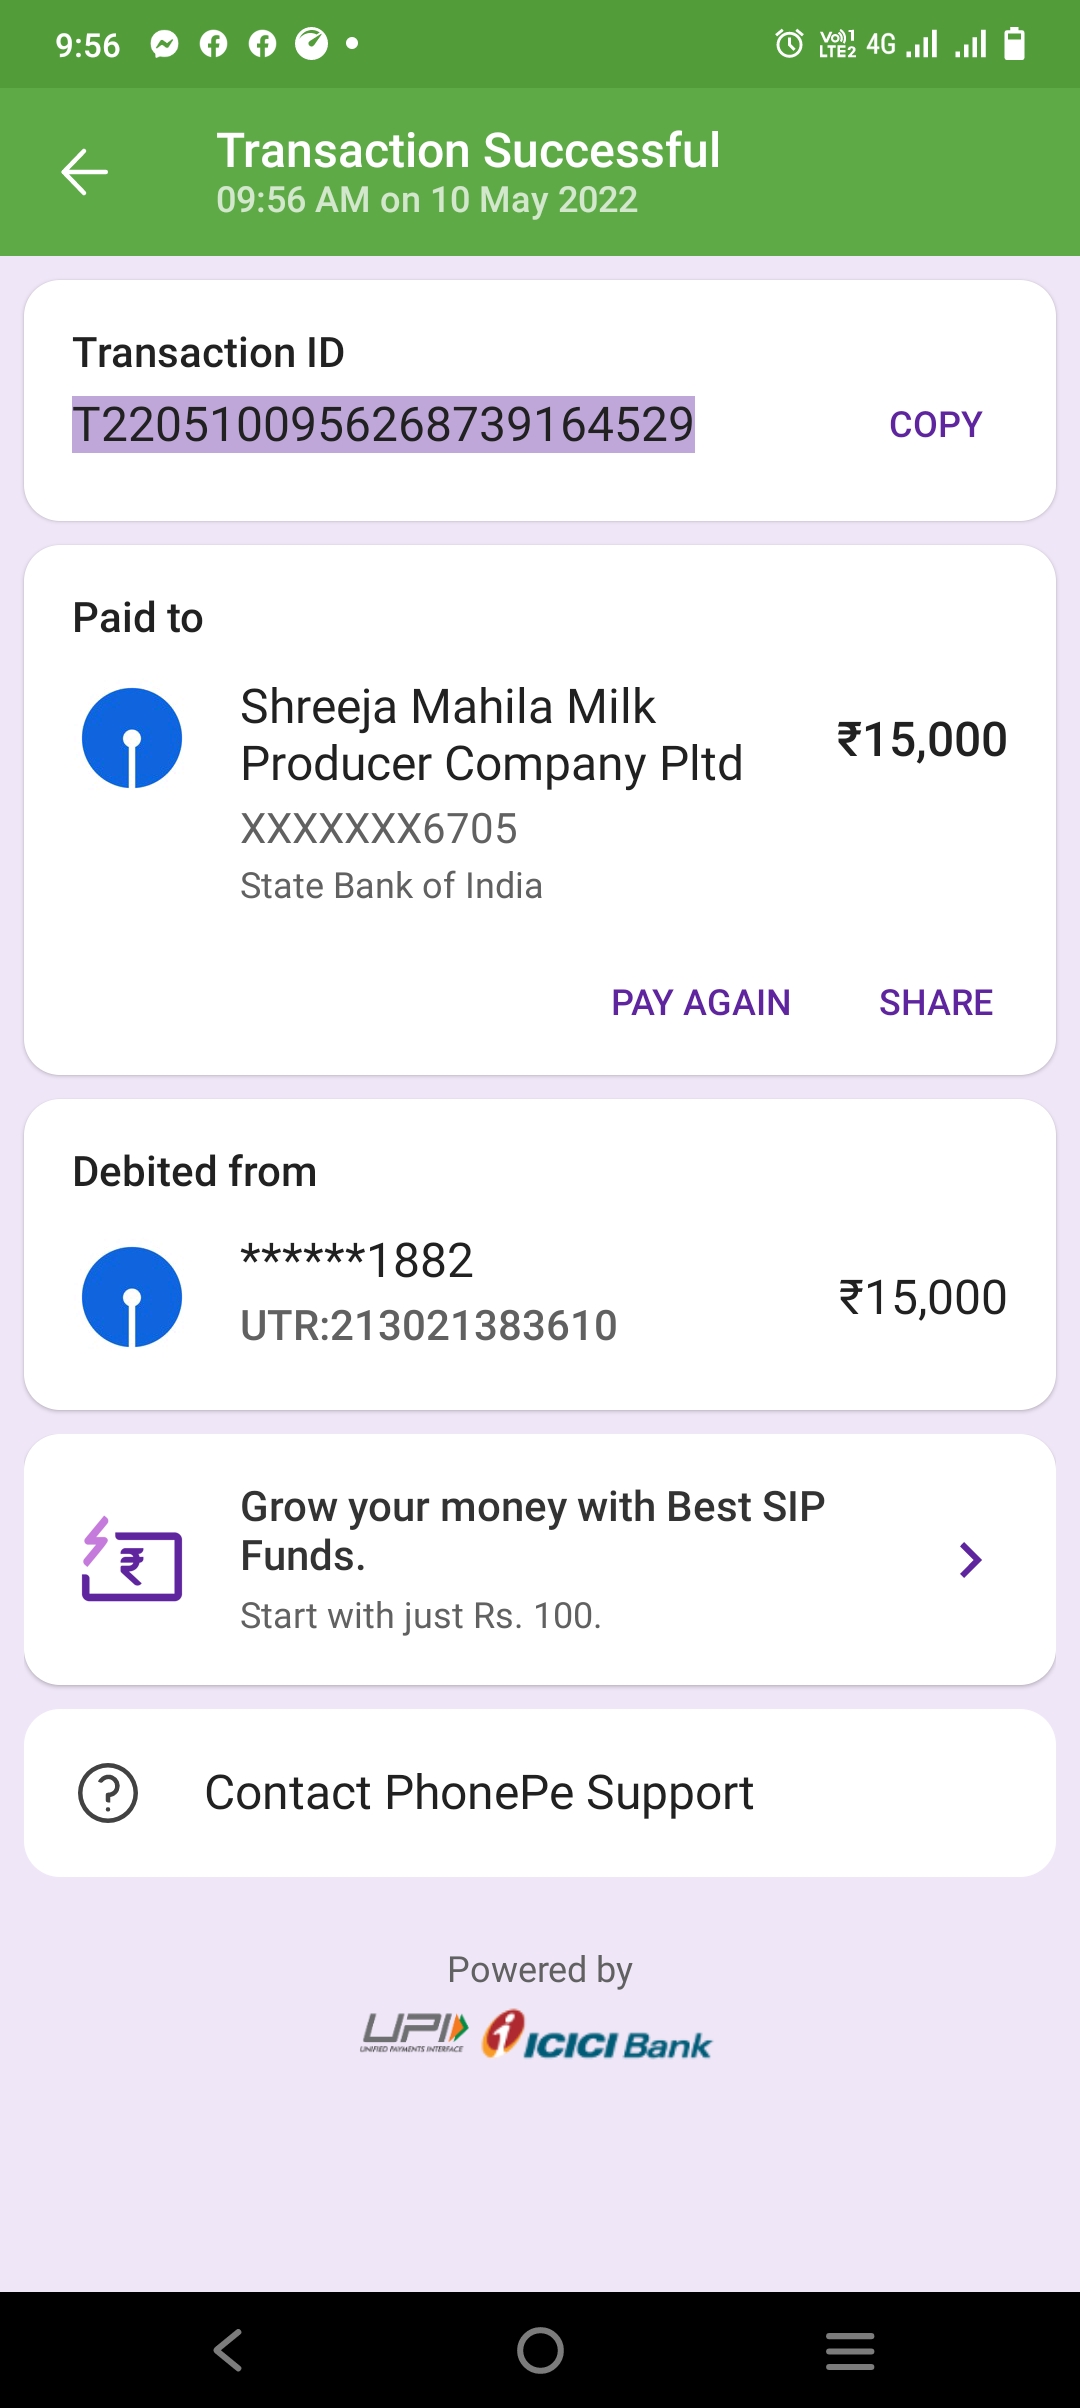 9:56
Vo)) 1
LTE2 4G
Transaction Successful
09:56 AM on 10 May 2022
Transaction ID
T2205100956268739164529
COPY
Paid to
Shreeja Mahila Milk
Producer Company Pltd
₹15,000
XXXXXXX6705
State Bank of India
PAY AGAIN
SHARE
Debited from
******1882
₹15,000
UTR:213021383610
Grow your money with Best SIP
Funds.
Start with just Rs. 100.
Contact PhonePe Support
Powered by
UPI
UNIFIED PAYMENTS INTERFACE
ICICI Bank